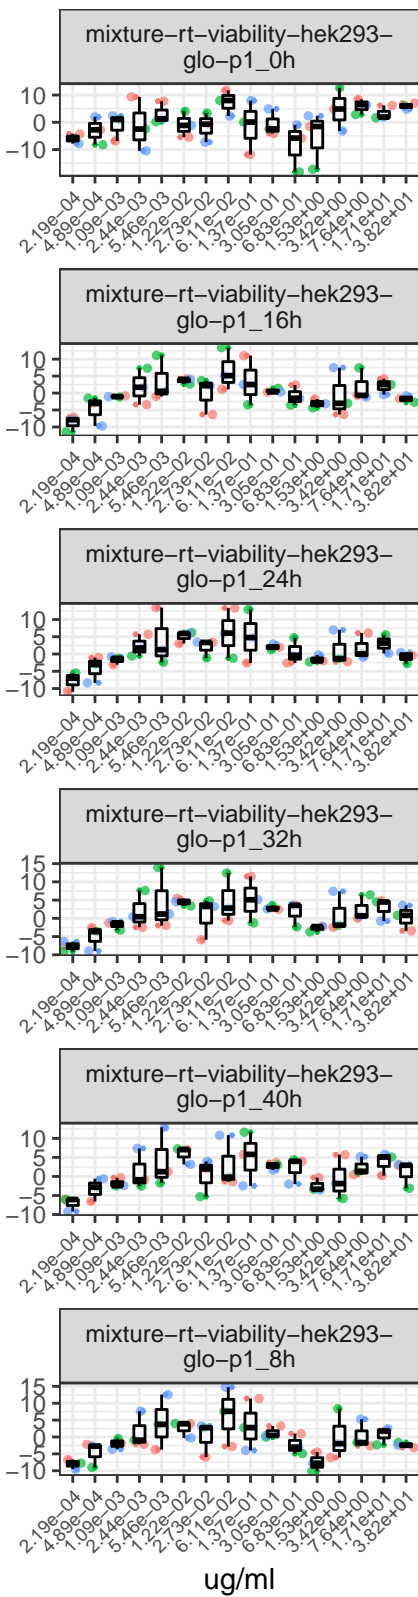 mixture−rt−viability−hek293−
glo−p1_0h
10
5
0
−5
−10
2.19e−04
4.89e−04
1.09e−03
2.44e−03
5.46e−03
1.22e−02
2.73e−02
6.11e−02
1.37e−01
3.05e−01
6.83e−01
1.53e+00
3.42e+00
7.64e+00
1.71e+01
3.82e+01
mixture−rt−viability−hek293−
glo−p1_16h
10
5
0
−5
−10
2.19e−04
4.89e−04
1.09e−03
2.44e−03
5.46e−03
1.22e−02
2.73e−02
6.11e−02
1.37e−01
3.05e−01
6.83e−01
1.53e+00
3.42e+00
7.64e+00
1.71e+01
3.82e+01
mixture−rt−viability−hek293−
glo−p1_24h
10
5
0
−5
−10
2.19e−04
4.89e−04
1.09e−03
2.44e−03
5.46e−03
1.22e−02
2.73e−02
6.11e−02
1.37e−01
3.05e−01
6.83e−01
1.53e+00
3.42e+00
7.64e+00
1.71e+01
3.82e+01
mixture−rt−viability−hek293−
glo−p1_32h
15
10
5
0
−5
−10
2.19e−04
4.89e−04
1.09e−03
2.44e−03
5.46e−03
1.22e−02
2.73e−02
6.11e−02
1.37e−01
3.05e−01
6.83e−01
1.53e+00
3.42e+00
7.64e+00
1.71e+01
3.82e+01
mixture−rt−viability−hek293−
glo−p1_40h
10
5
0
−5
−10
2.19e−04
4.89e−04
1.09e−03
2.44e−03
5.46e−03
1.22e−02
2.73e−02
6.11e−02
1.37e−01
3.05e−01
6.83e−01
1.53e+00
3.42e+00
7.64e+00
1.71e+01
3.82e+01
mixture−rt−viability−hek293−
glo−p1_8h
15
10
5
0
−5
−10
2.19e−04
4.89e−04
1.09e−03
2.44e−03
5.46e−03
1.22e−02
2.73e−02
6.11e−02
1.37e−01
3.05e−01
6.83e−01
1.53e+00
3.42e+00
7.64e+00
1.71e+01
3.82e+01
ug/ml